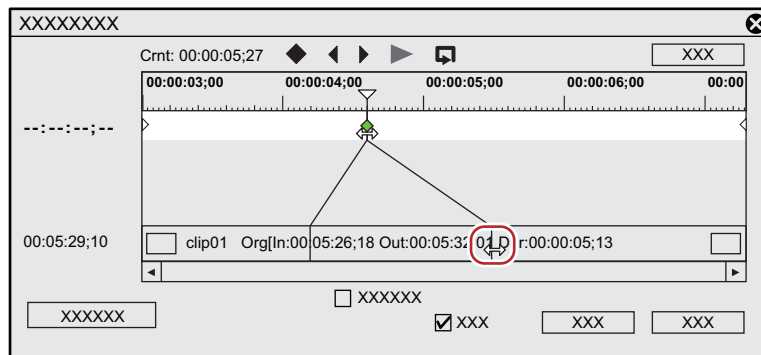 XXXXXXXX
Crnt: 00:00:05;27
XXX
00:00:03;00 00:00:04;00 00:00:05;00 00:00:06;00 00:00
--:--:--;--
00:05:29;10
clip01 Org[In:00:05:26;18 Out:00:05:32;01 D r:00:00:05;13
XXXXXX
XXXXXX
XXX
XXX
XXX